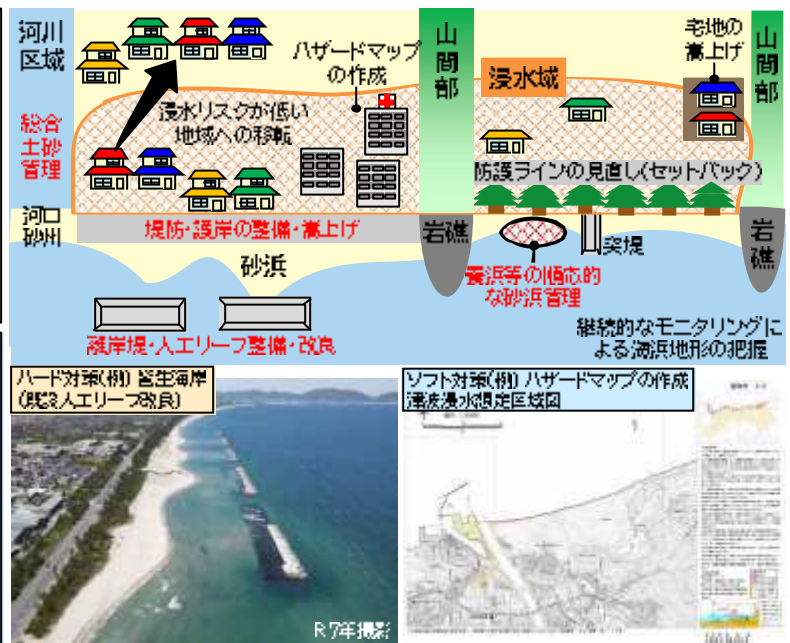 河川
区域
総合
土砂
管理
河口
砂州
ハザードマップ
の作成
浸水リスクが低い
地域への移転
山
間
部
浸水域
宅地の
嵩上げ
山
間
部
防護ラインの見直し(セットバック)
堤防・護岸の整備・嵩上げ
岩礁
突堤
岩
礁
砂浜
養浜等の順応的
な砂浜管理
離岸堤・人工リーフ整備・改良
継続的なモニタリングに
よる海浜地形の把握
ハード対策(例) 皆生海岸
(既設人工リーフ改良)
R7年撮影
ソフト対策(例) ハザードマップの作成
高波浸水想定区域図